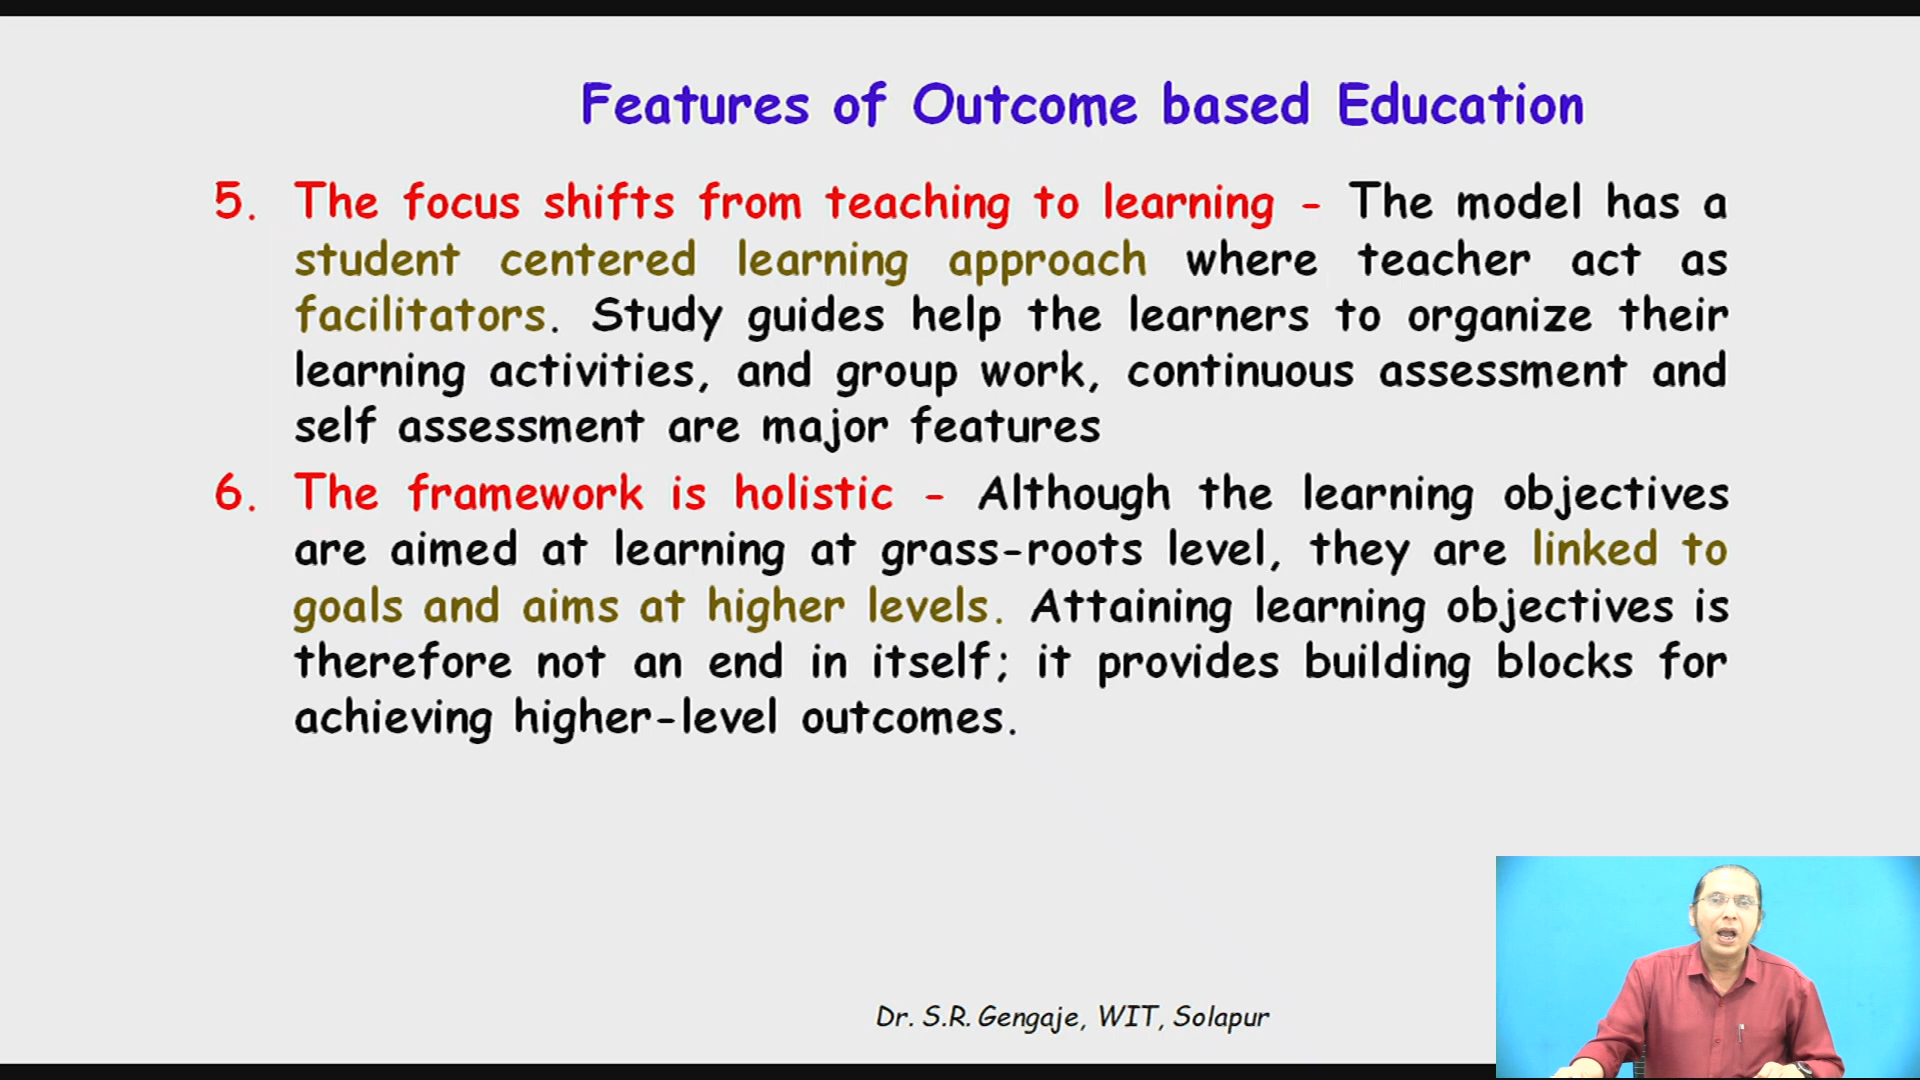 Features of Outcome based Education
5. The focus shifts from teaching to learning - The model has a
student centered learning approach where teacher act as
facilitators. Study guides help the learners to organize their
learning activities, and group work, continuous assessment and
self assessment are major features
6. The framework is holistic - Although the learning objectives
are aimed at learning at grass-roots level, they are linked to
goals and aims at higher levels. Attaining learning objectives is
therefore not an end in itself; it provides building blocks for
achieving higher-level outcomes.
Dr. S.R. Gengaje, WIT, Solapur